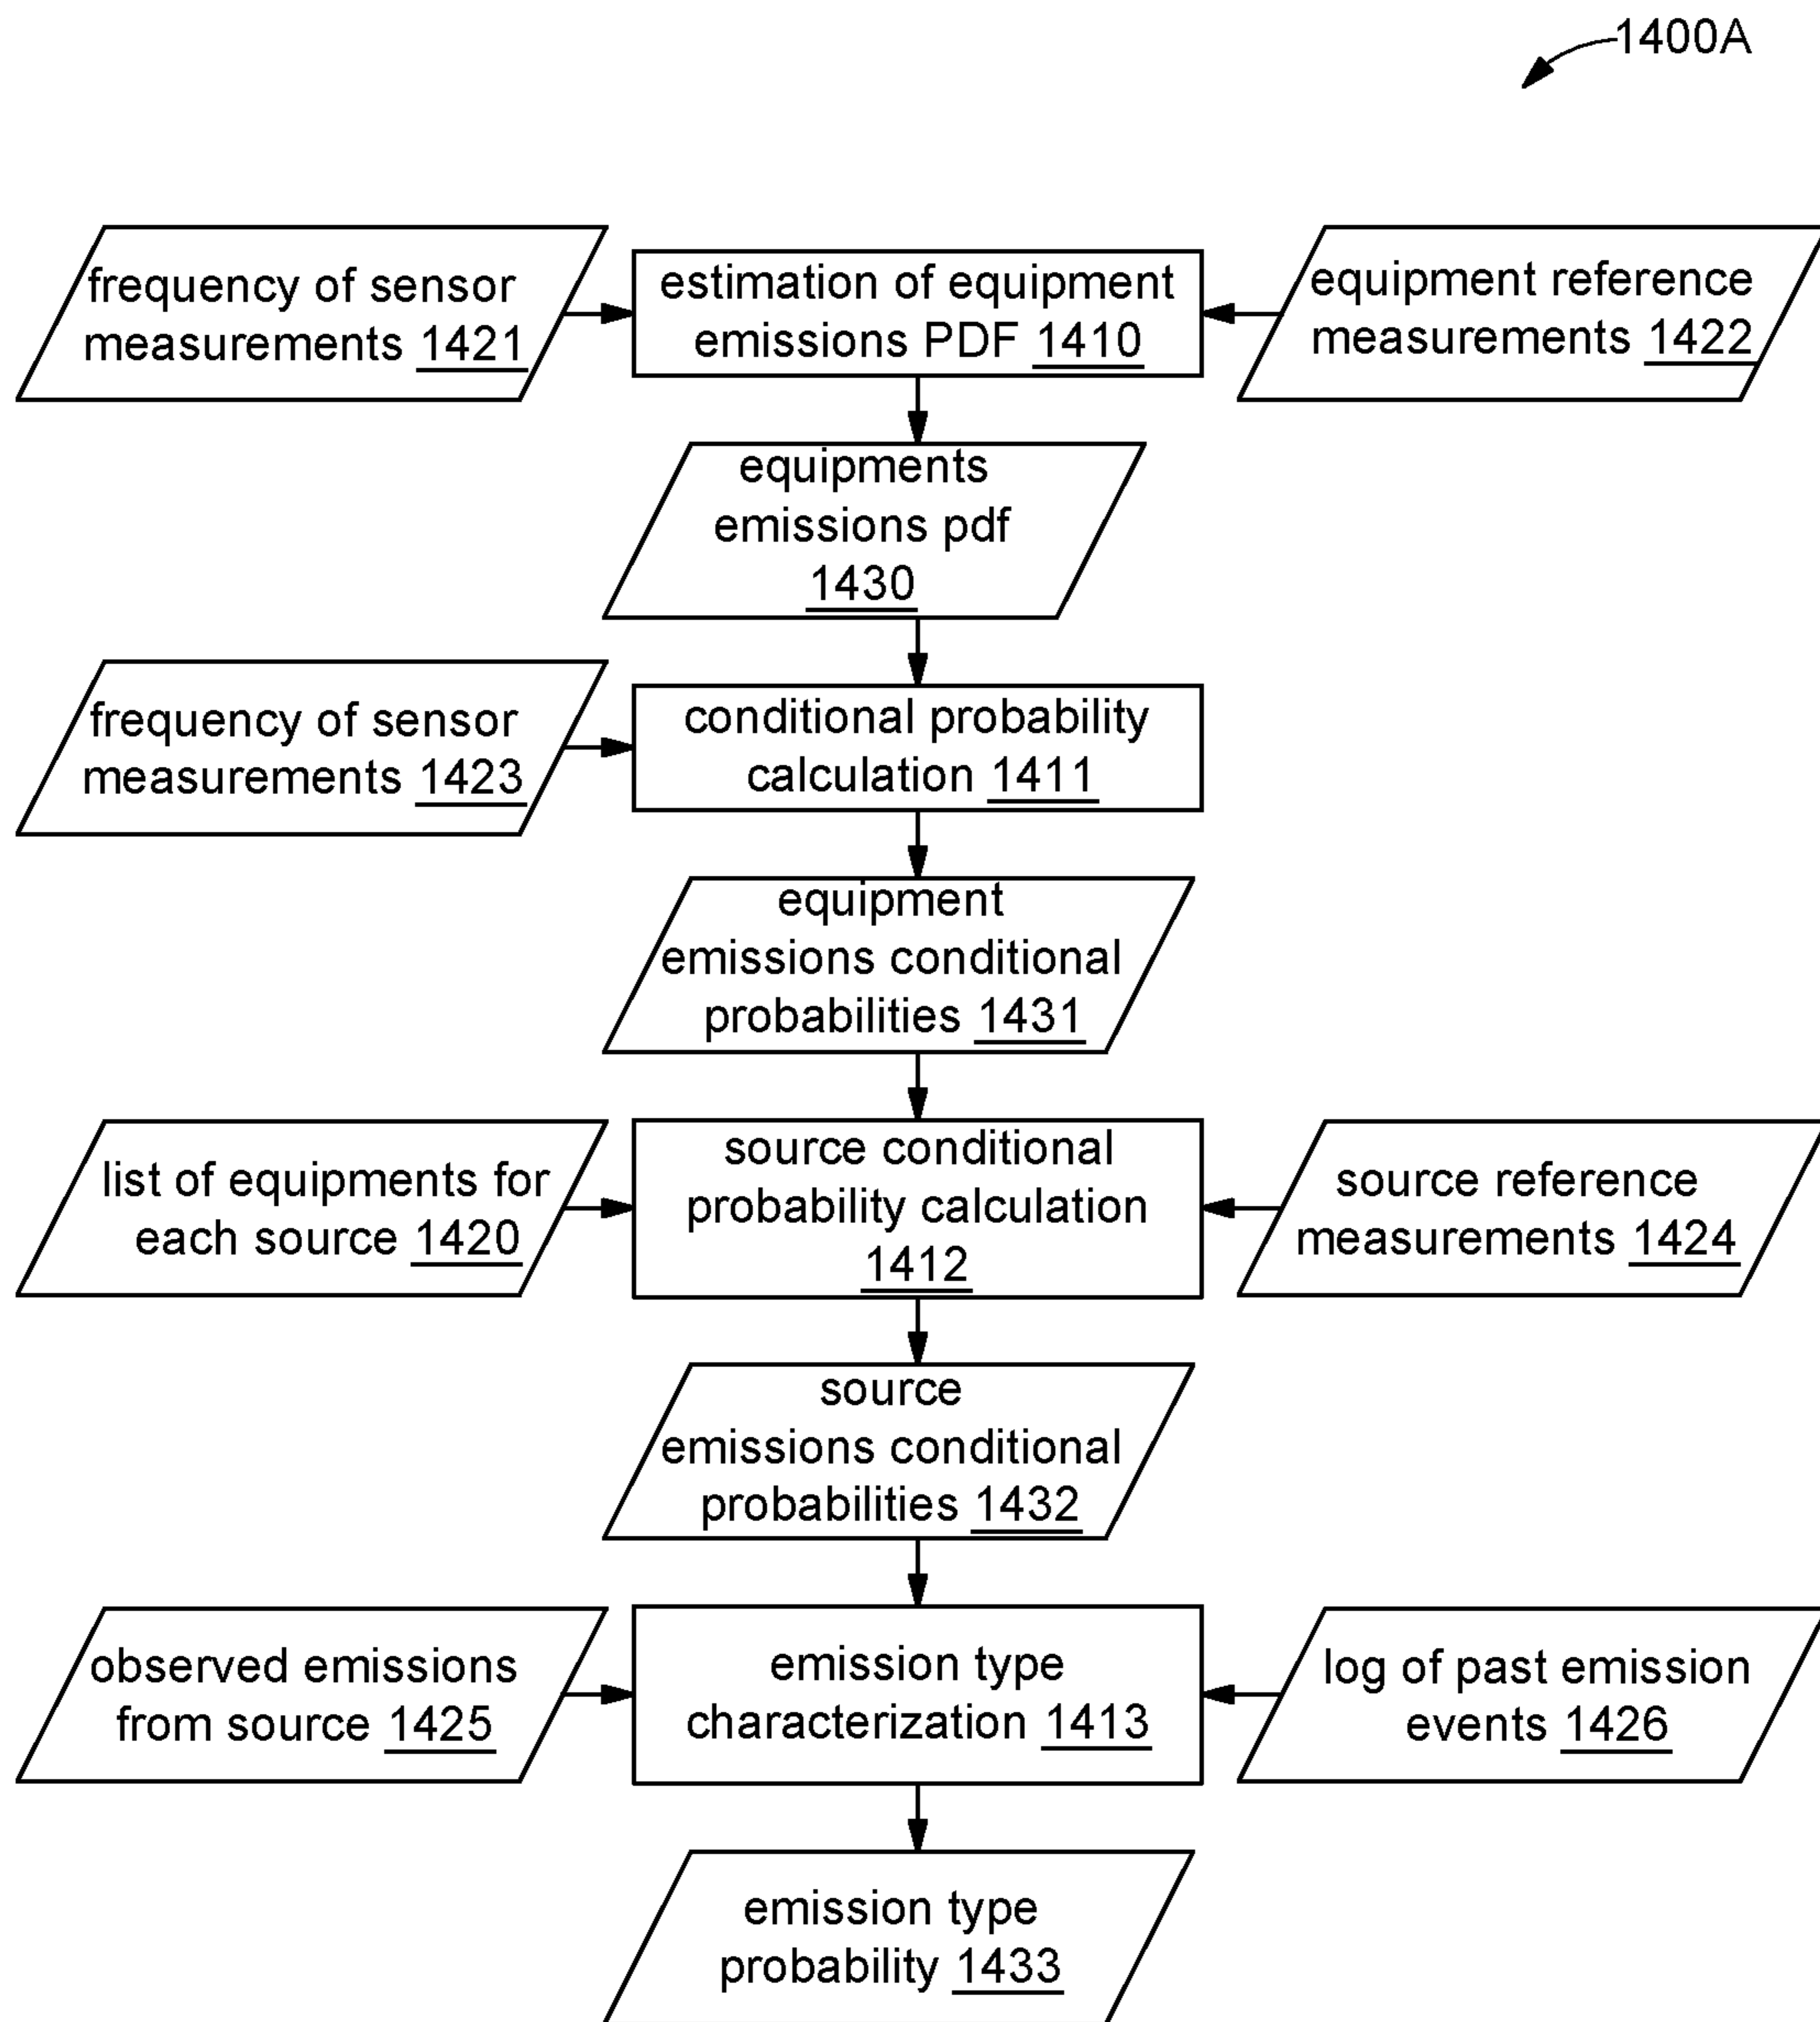 1400A
frequency of sensor
measurements 1421
estimation of equipment
emissions PDF 1410
equipment reference
measurements 1422
equipments
emissions pdf
1430
frequency of sensor
measurements 1423
conditional probability
calculation 1411
equipment
emissions conditional
probabilities 1431
list of equipments for
each source 1420
source conditional
probability calculation
1412
source reference
measurements 1424
source
emissions conditional
probabilities 1432
observed emissions
from source 1425
emission type
characterization 1413
log of past emission
events 1426
emission type
probability 1433